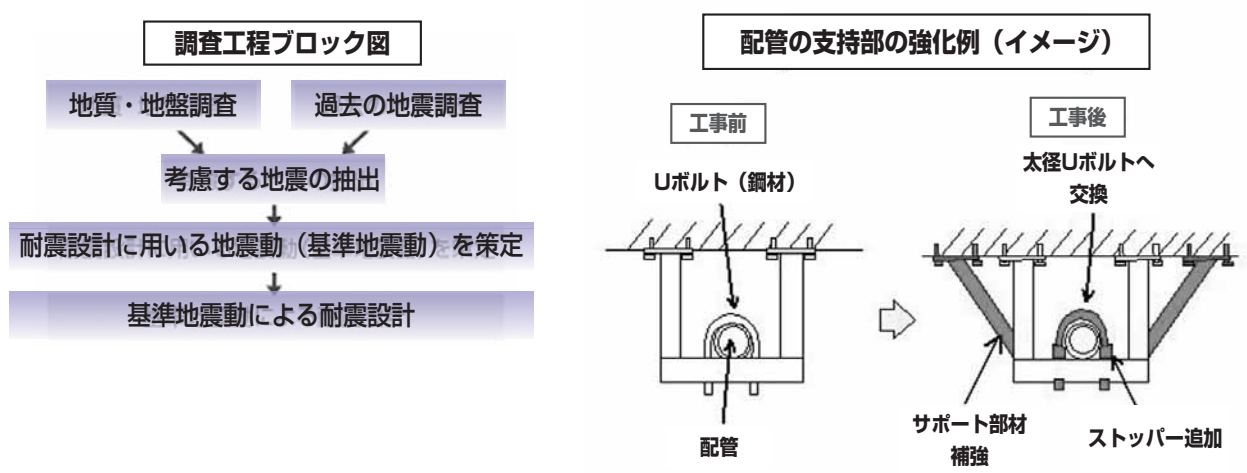 調査工程ブロック図
地質・地盤調査
過去の地震調査
考慮する地震の抽出
耐震設計に用いる地震動（基準地震動）を策定
基準地震動による耐震設計
配管の支持部の強化例（イメージ）
工事前
Uボルト（鋼材）
配管
工事後
太径Uボルトへ
交換
サポート部材
補強
ストッパー追加